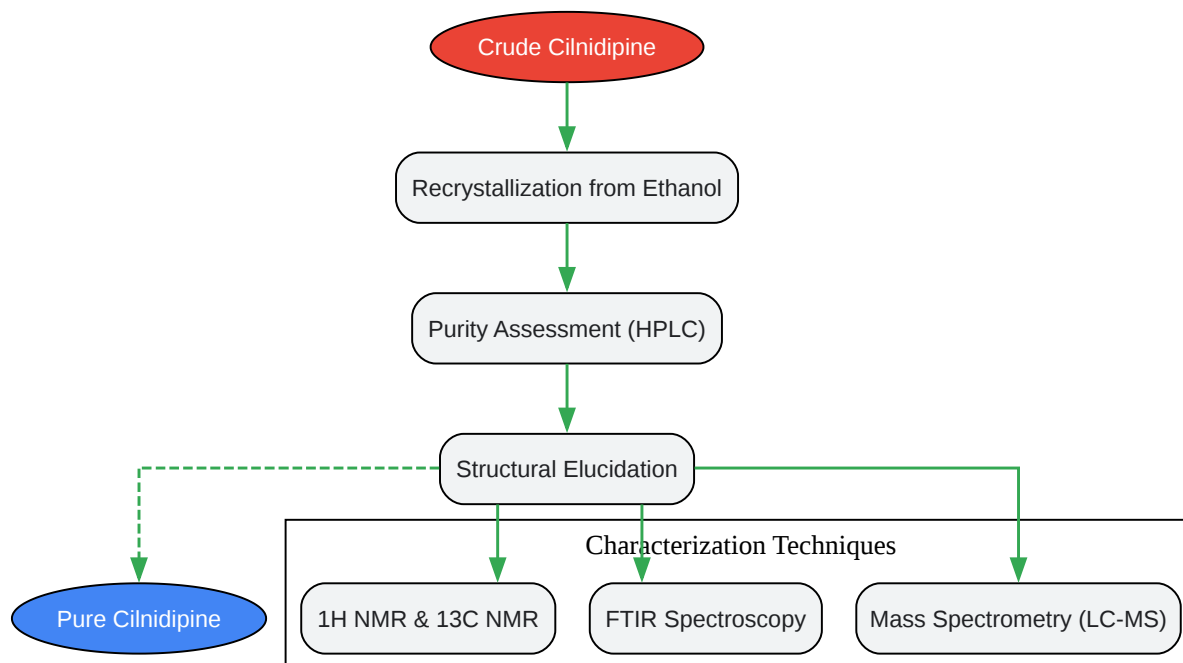 Crude Cilnidipine
Recrystallization from Ethanol
Purity Assessment (HPLC)
Structural Elucidation
Characterization Techniques
Pure Cilnidipine
1H NMR & 13C NMR
FTIR Spectroscopy
Mass Spectrometry (LC-MS)